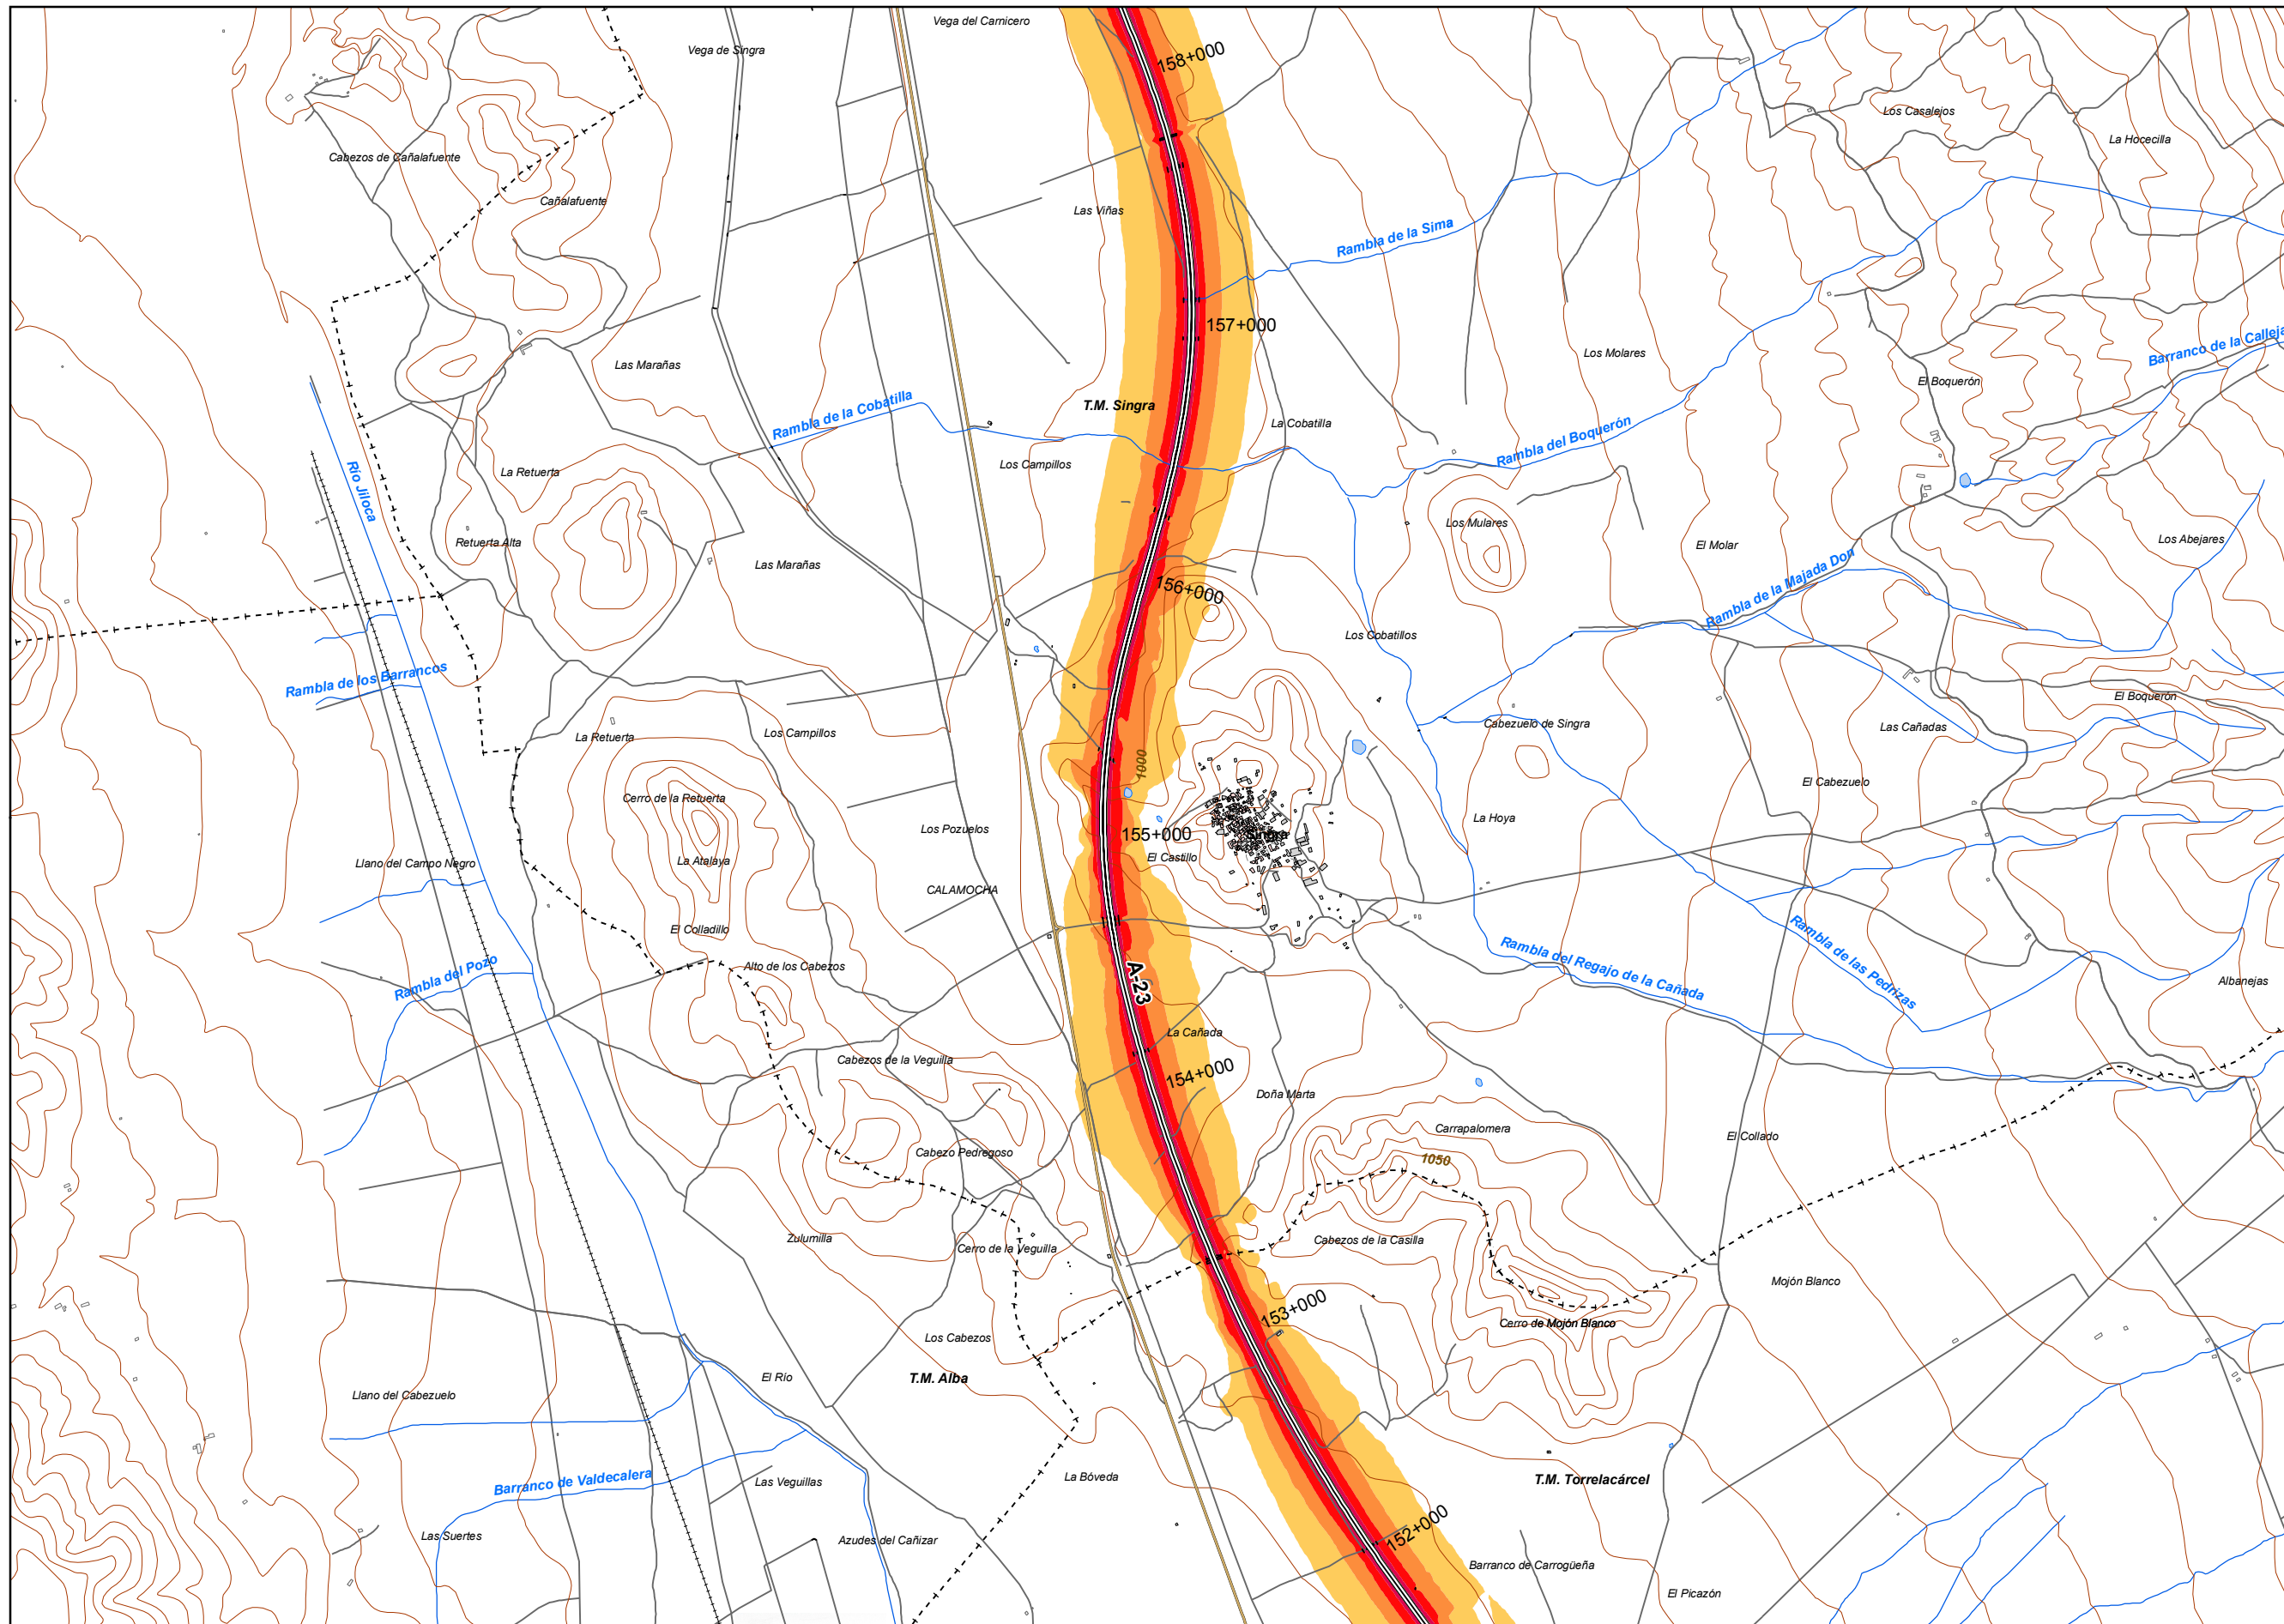 Vega del Carnicero
Vega de Singra
158+000
Los Casalejos
La Hocecilla
Cabezos de Cañalafuente
Cañalafuente
Las Viñas
Rambla de la Sima
157+000
Barranco de la Calleja
Los Molares
Las Marañas
El Boquerón
T.M. Singra
Rambla de la Cobatilla
La Cobatilla
Rambla del Boquerón
Los Campillos
La Retuerta
Río Jiloca
Los Mulares
Retuerta Alta
El Molar
Los Abejares
Las Marañas
Rambla de la Majada Don
156+000
Los Cobatillos
Rambla de los Barrancos
El Boquerón
Cabezuelo de Singra
Las Cañadas
La Retuerta
Los Campillos
1000
El Cabezuelo
Cerro de la Retuerta
La Hoya
Los Pozuelos
155+000
Singra
La Atalaya
El Castillo
Llano del Campo Negro
CALAMOCHA
El Colladillo
Rambla de las Pedrizas
Rambla del Regajo de la Cañada
Rambla del Pozo
Alto de los Cabezos
A-23
Albanejas
La Cañada
Cabezos de la Veguilla
154+000
Doña Marta
Carrapalomera
El Collado
Cabezo Pedregoso
1050
Zulumilla
Cerro de la Veguilla
Cabezos de la Casilla
Mojón Blanco
153+000
Cerro de Mojón Blanco
Los Cabezos
El Río
T.M. Alba
Llano del Cabezuelo
La Bóveda
T.M. Torrelacárcel
Barranco de Valdecalera
Las Veguillas
152+000
Las Suertes
Azudes del Cañizar
Barranco de Carrogüeña
El Picazón